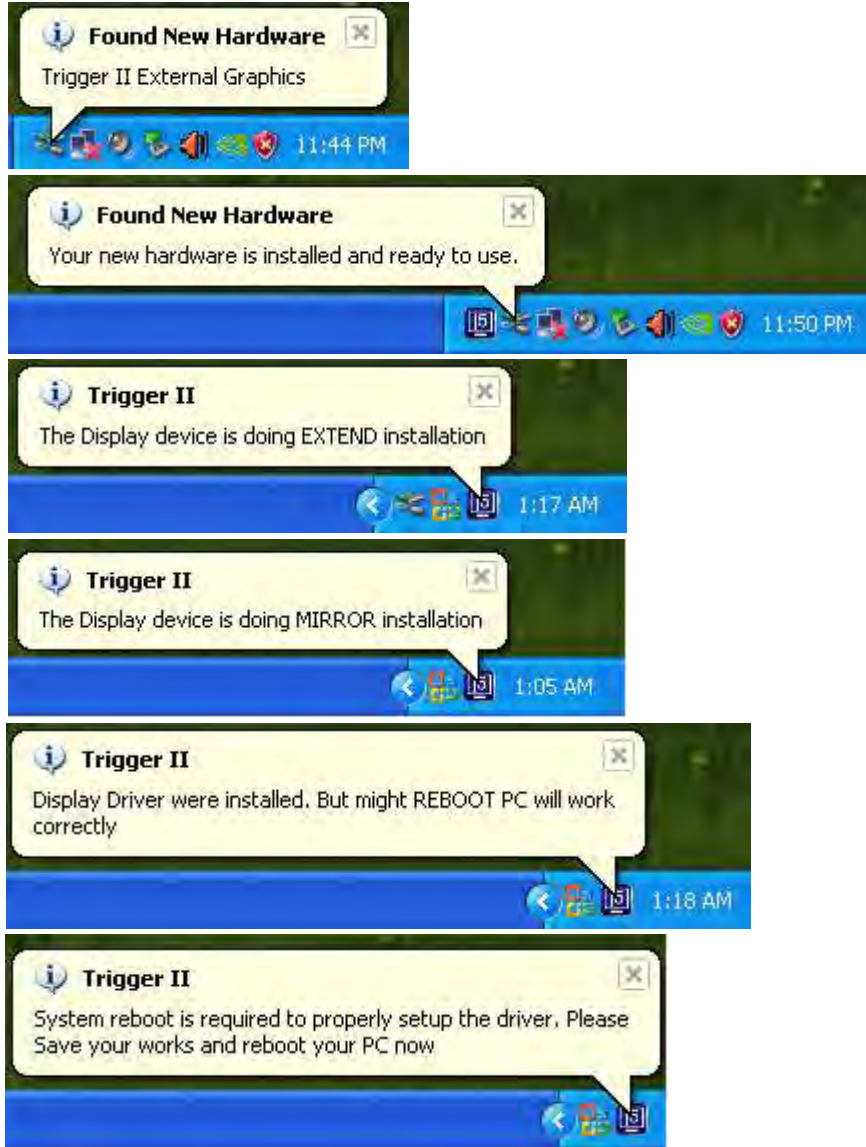 Found New Hardware
Trigger II External Graphics
11:44 PM
Found New Hardware
Your new hardware is installed and ready to use.
11:50 PM
Trigger II
The Display device is doing EXTEND installation
1:17 AM
Trigger II
The Display device is doing MIRROR installation
1:05 AM
Trigger II
Display Driver were installed. But might REBOOT PC will work
correctly
1:18 AM
Trigger II
System reboot is required to properly setup the driver. Please
Save your works and reboot your PC now